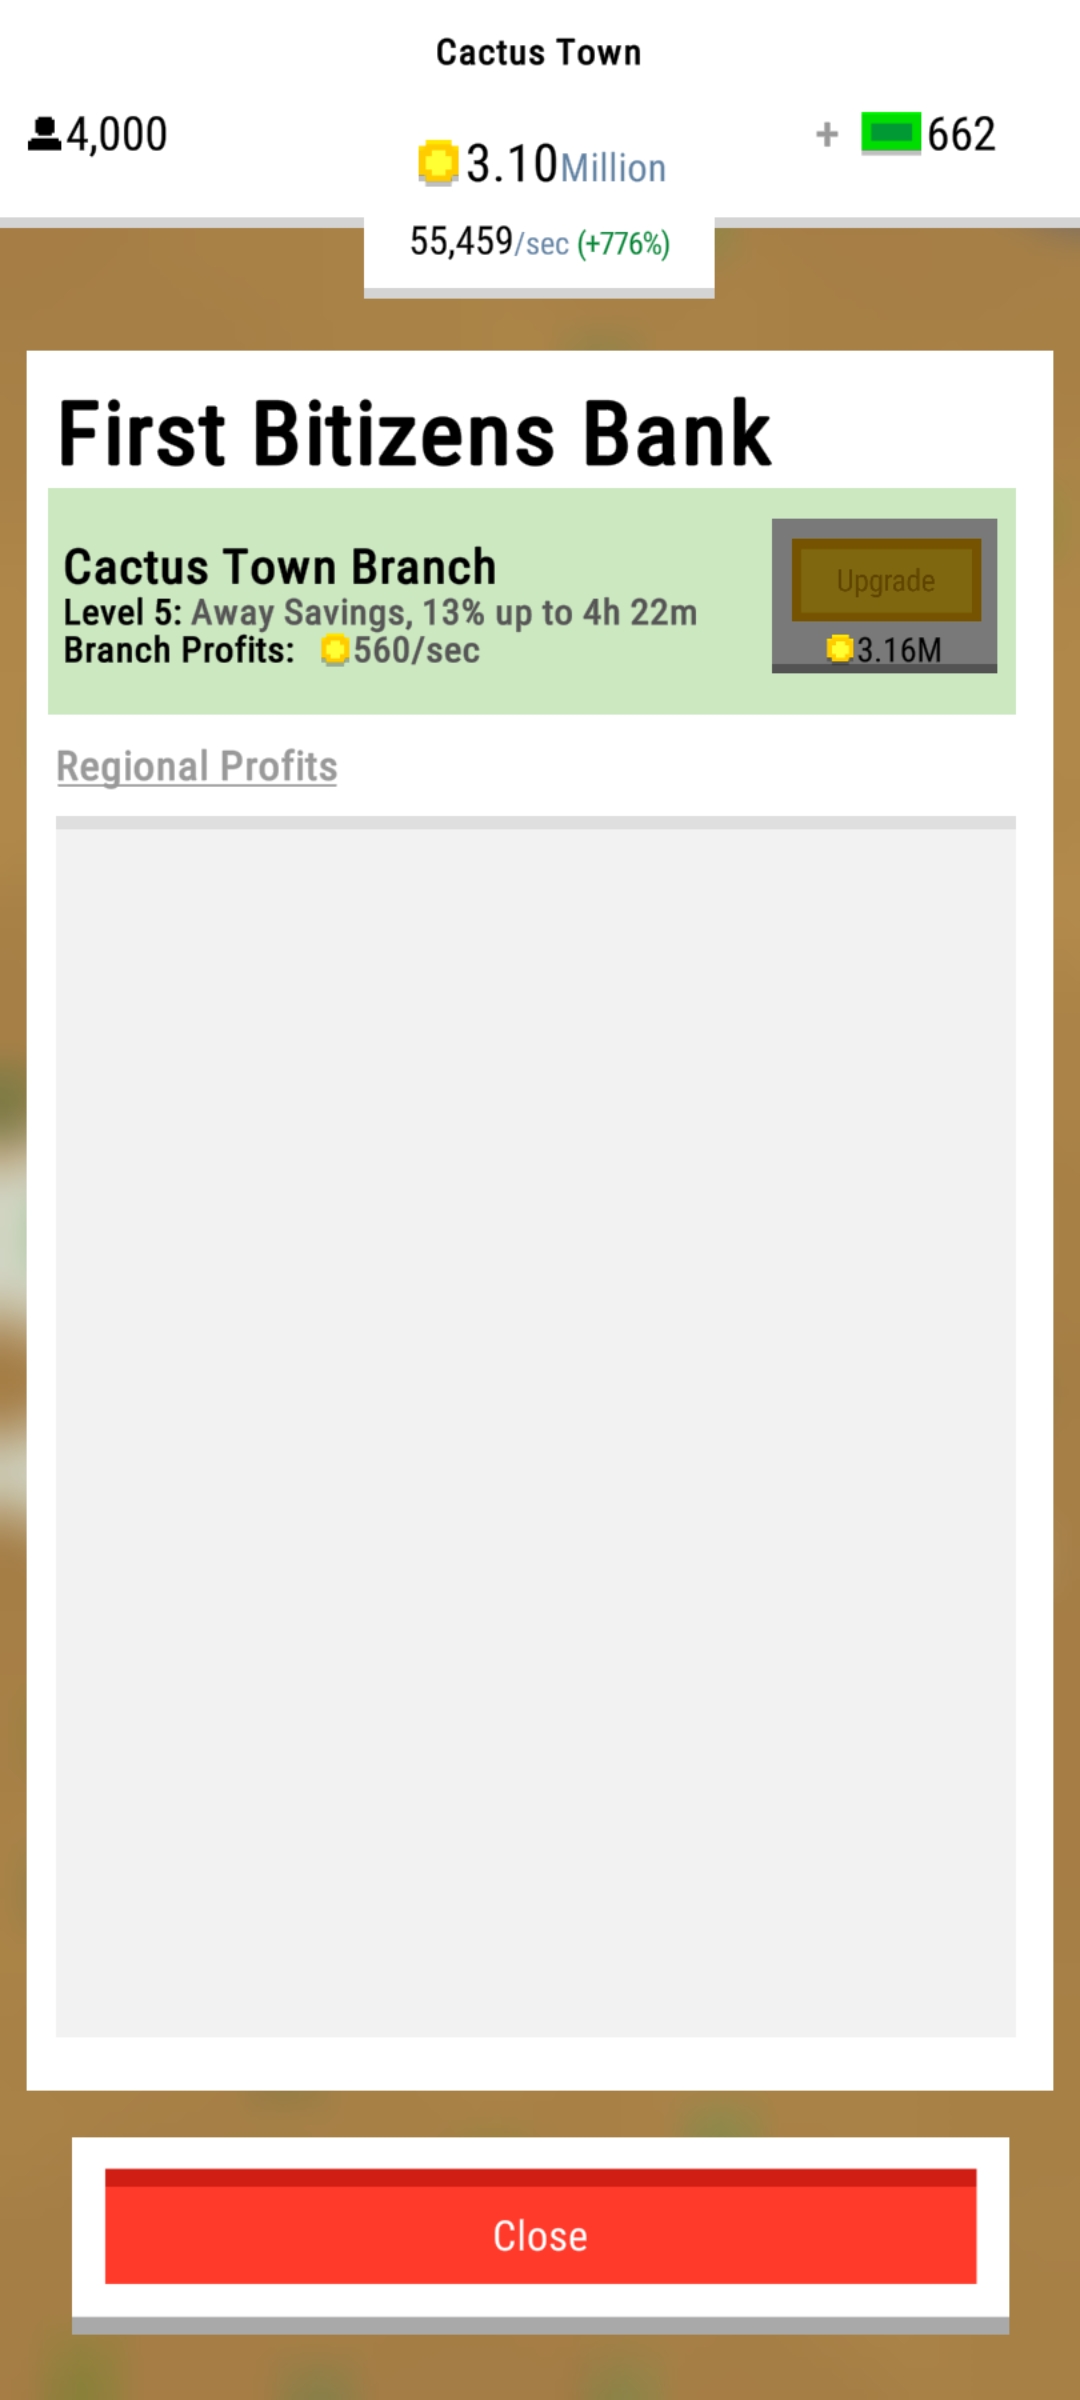 Cactus Town
4,000
3.10Million
+ 662
55,459/sec (+776%)
First Bitizens Bank
Cactus Town Branch
Level 5: Away Savings, 13% up to 4h 22m
Branch Profits: 560/sec
Upgrade
3.16M
Regional Profits
Close